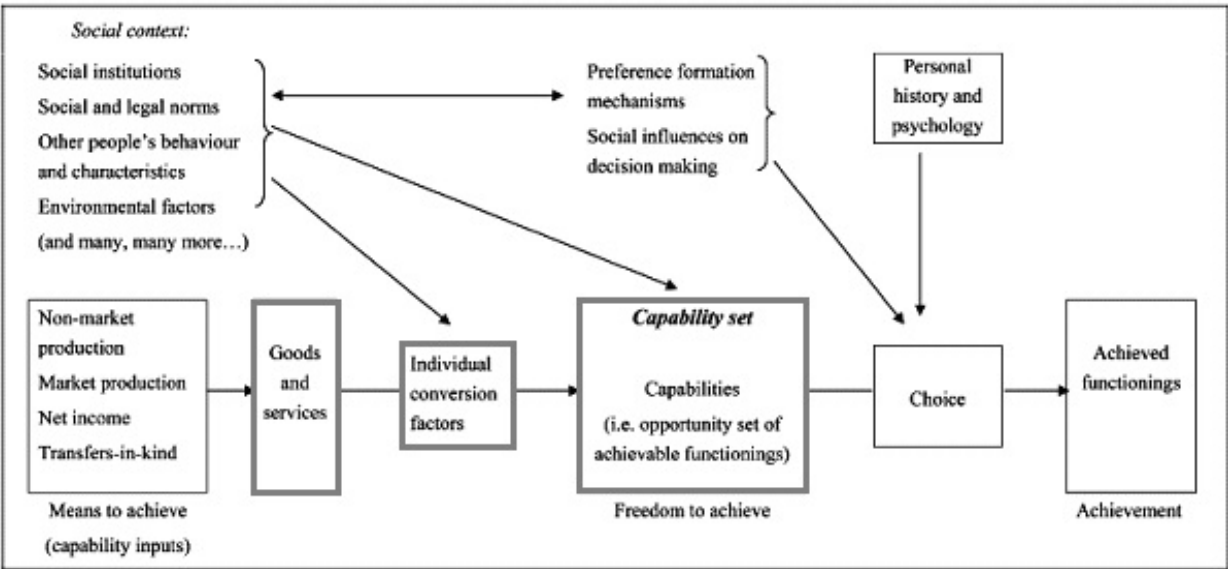 Social context:
Social institutions
Social and legal norms
Other people's behaviour
and characteristics
Environmental factors
(and many, many more…)
Preference formation
mechanisms
Social influences on
decision making
Personal
history and
psychology
Non-market
production
Market production
Net income
Transfers-in-kind
Means to achieve
(capability inputs)
Goods
and
services
Individual
conversion
factors
Capability set
Capabilities
(i.e. opportunity set of
achievable functionings)
Freedom to achieve
Choice
Achieved
functionings
Achievement